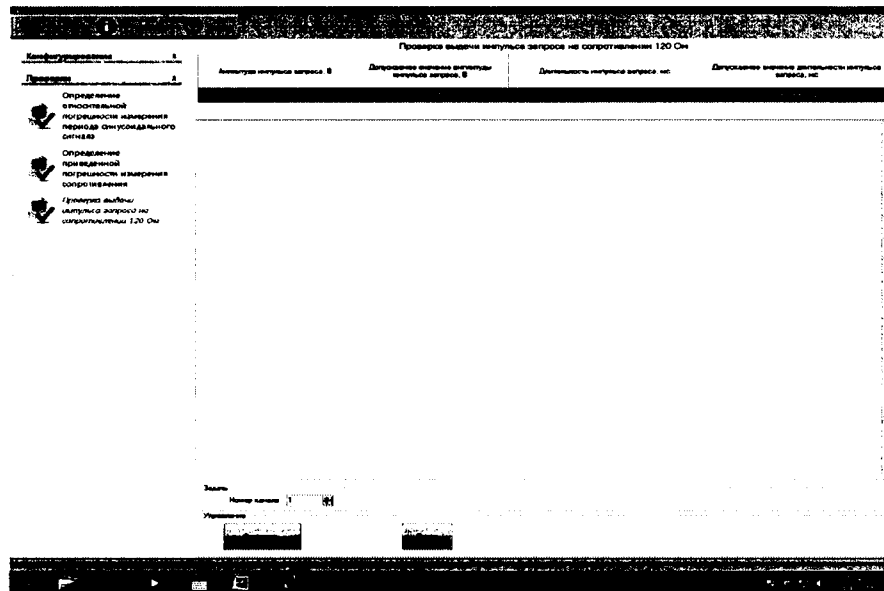 Проверка выдачи импульса запроса на сопротивлении 120 Ом
Конфигурирование
Проверки
Амплитуда импульса запроса, В
Допускаемое значение амплитуды
импульса запроса, В
Длительность импульса запроса, мс
Допускаемое значение длительности импульса
запроса, мс
Определение
относительной
погрешности измерения
периода синусоидального
сигнала
Определение
приведенной
погрешности измерения
сопротивления
Проверка выдачи
импульса запроса на
сопротивлении 120 Ом
Задать
Номер канала 1
Управление